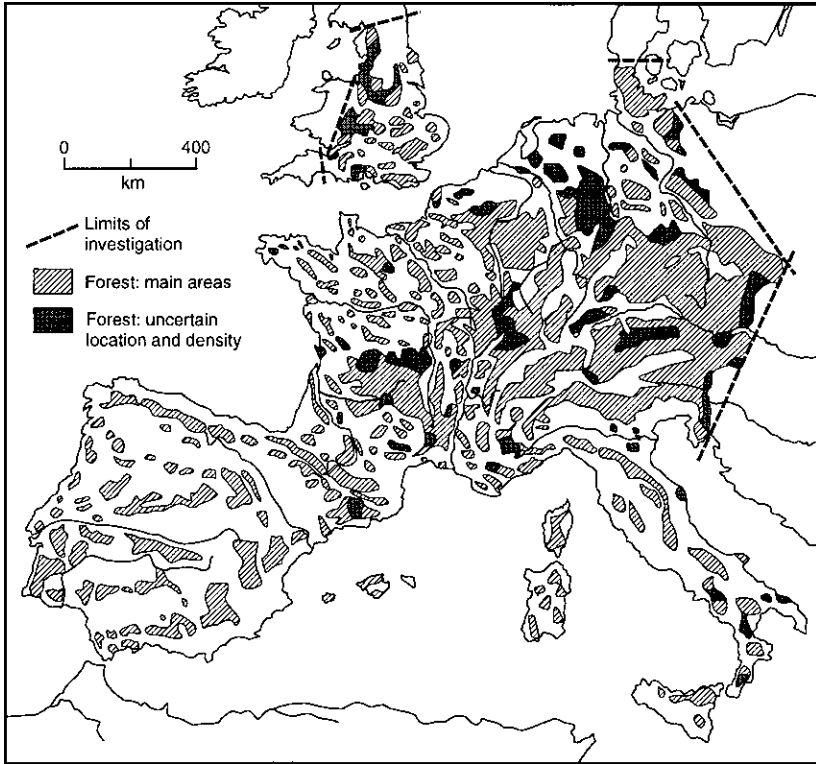 0 400
km
Limits of
investigation
Forest: main areas
Forest: uncertain
location and density